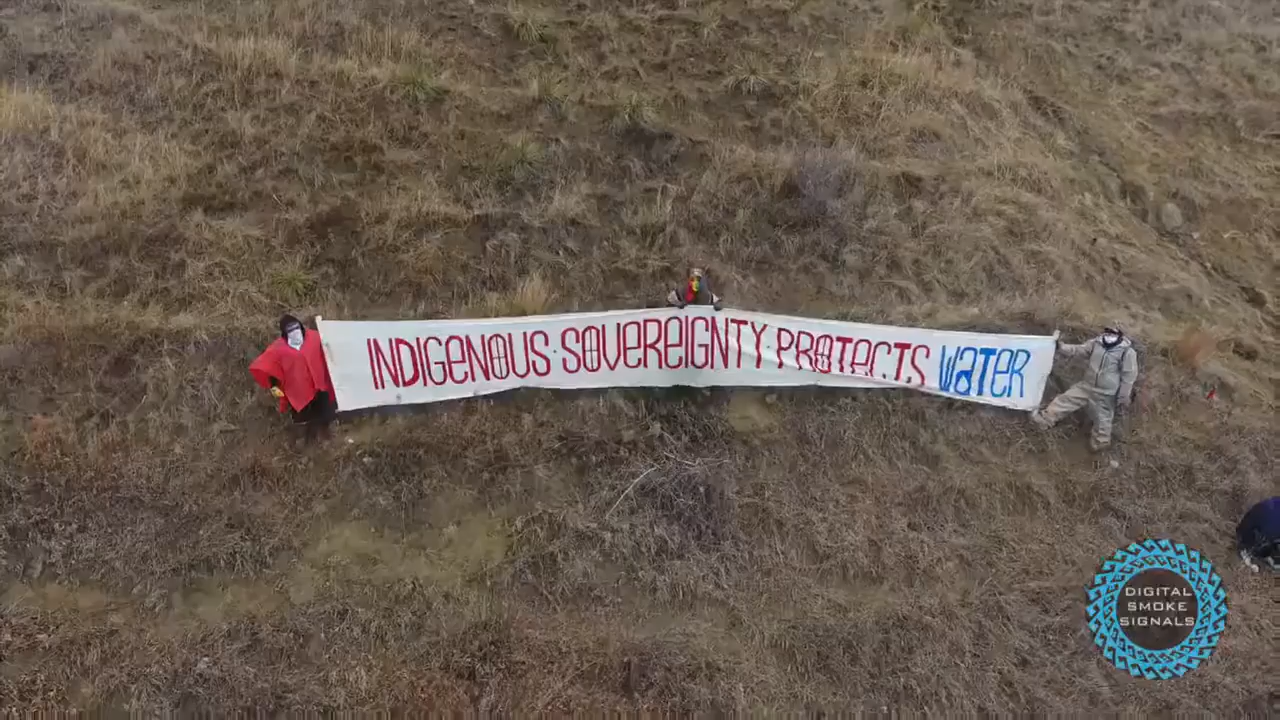 INDIGENOUS · SOVEREIGNTY · PROTECTS WATER
DIGITAL
SMOKE
SIGNALS